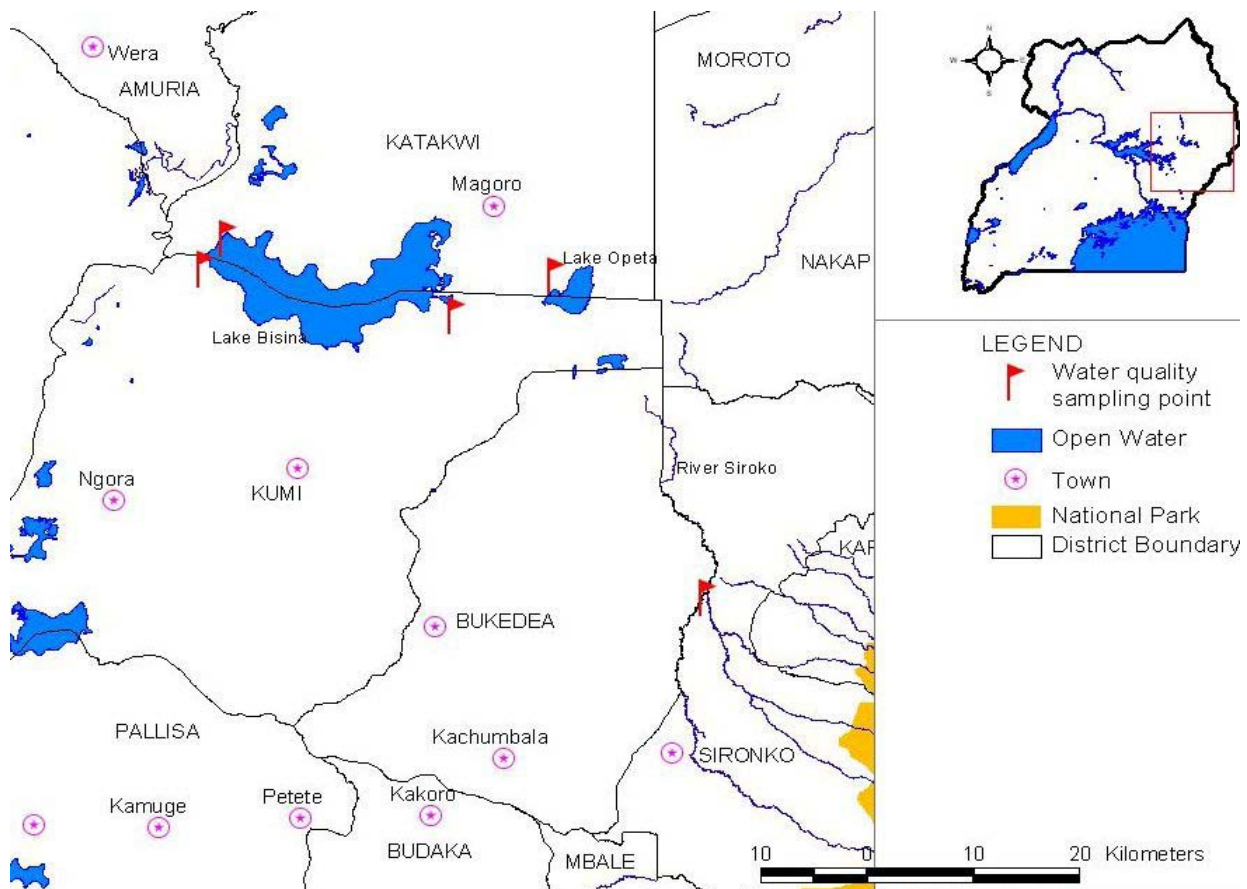 Wera
AMURIA
KATAKWI
Magoro
MOROTO
Lake Opeta
NAKAP
Lake Bisina
Ngora
KUMI
River Siroko
KAP
BUKEDEA
PALLISA
Kachumbala
SIRONKO
Kamuge
Petete
Kakoro
BUDAKA
MBALE
N
W
E
S
LEGEND
Water quality
sampling point
Open Water
Town
National Park
District Boundary
10 0 10 20 Kilometers